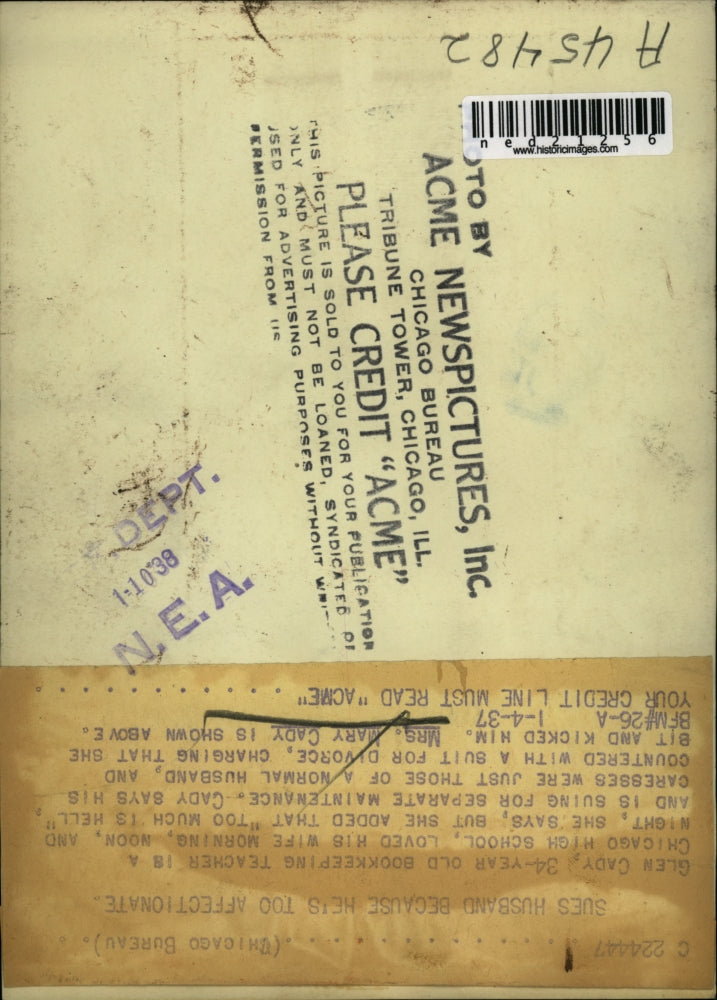 A 45482
ned21256
www.historicimages.com
OTO BY
ACME NEWSPICTURES, Inc.
CHICAGO BUREAU
TRIBUNE TOWER, CHICAGO, ILL.
PLEASE CREDIT "ACME"
THIS PICTURE IS SOLD TO YOU FOR YOUR PUBLICATION
ONLY AND MUST NOT BE LOANED, SYNDICATED OR
USED FOR ADVERTISING PURPOSES WITHOUT
PERMISSION FROM US
DEPT.
1-10 38
N.E.A.
C 224447 . . . . . . . . . . . (CHICAGO BUREAU). .
SUES HUSBAND BECAUSE HE'S TOO AFFECTIONATE.
GLEN CADY, 34-YEAR OLD BOOKKEEPING TEACHER IS A
CHICAGO HIGH SCHOOL, LOVED HIS WIFE MORNING, NOON, AND
NIGHT, SHE SAYS, BUT SHE ADDED THAT "TOO MUCH IS HELL",
AND IS SUING FOR SEPARATE MAINTENANCE. CADY SAYS HIS
CARESSES WERE JUST THOSE OF A NORMAL HUSBAND, AND
COUNTERED WITH A SUIT FOR DIVORCE, CHARGING THAT SHE
BIT AND KICKED HIM. MRS. MARY CADY IS SHOWN ABOVE.
BFM#26-A 1-4-37
YOUR CREDIT LINE MUST READ "ACME" . . . . . . . . . . .